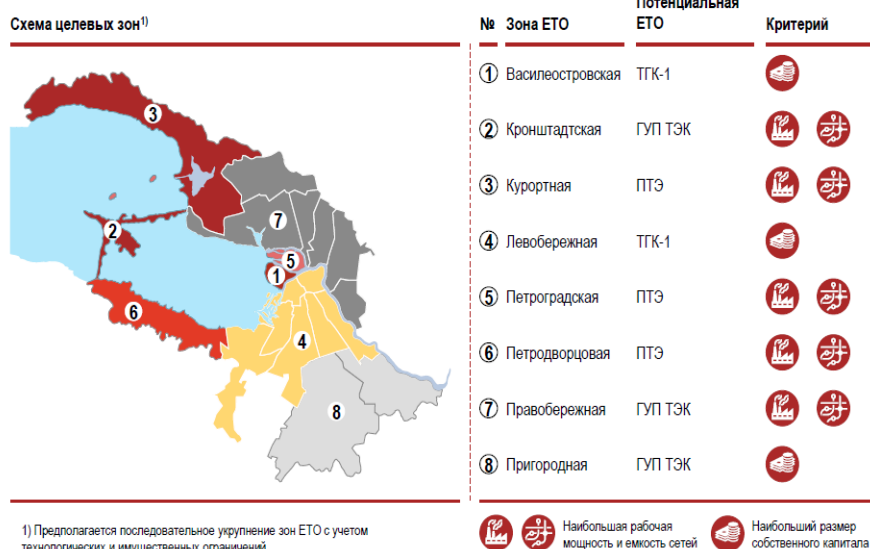 Схема целевых зон1)
№ Зона ЕТО
Потенциальная
ЕТО
Критерий
1 Василеостровская ТГК-1
2 Кронштадтская ГУП ТЭК
3 Курортная ПТЭ
4 Левобережная ТГК-1
5 Петроградская ПТЭ
6 Петродворцовая ПТЭ
7 Правобережная ГУП ТЭК
8 Пригородная ГУП ТЭК
3
7
2
5
1
6
4
8
1) Предполагается последовательное укрупнение зон ЕТО с учетом
технологических и имущественных ограничений
Наибольшая рабочая
мощность и емкость сетей
Наибольший размер
собственного капитала